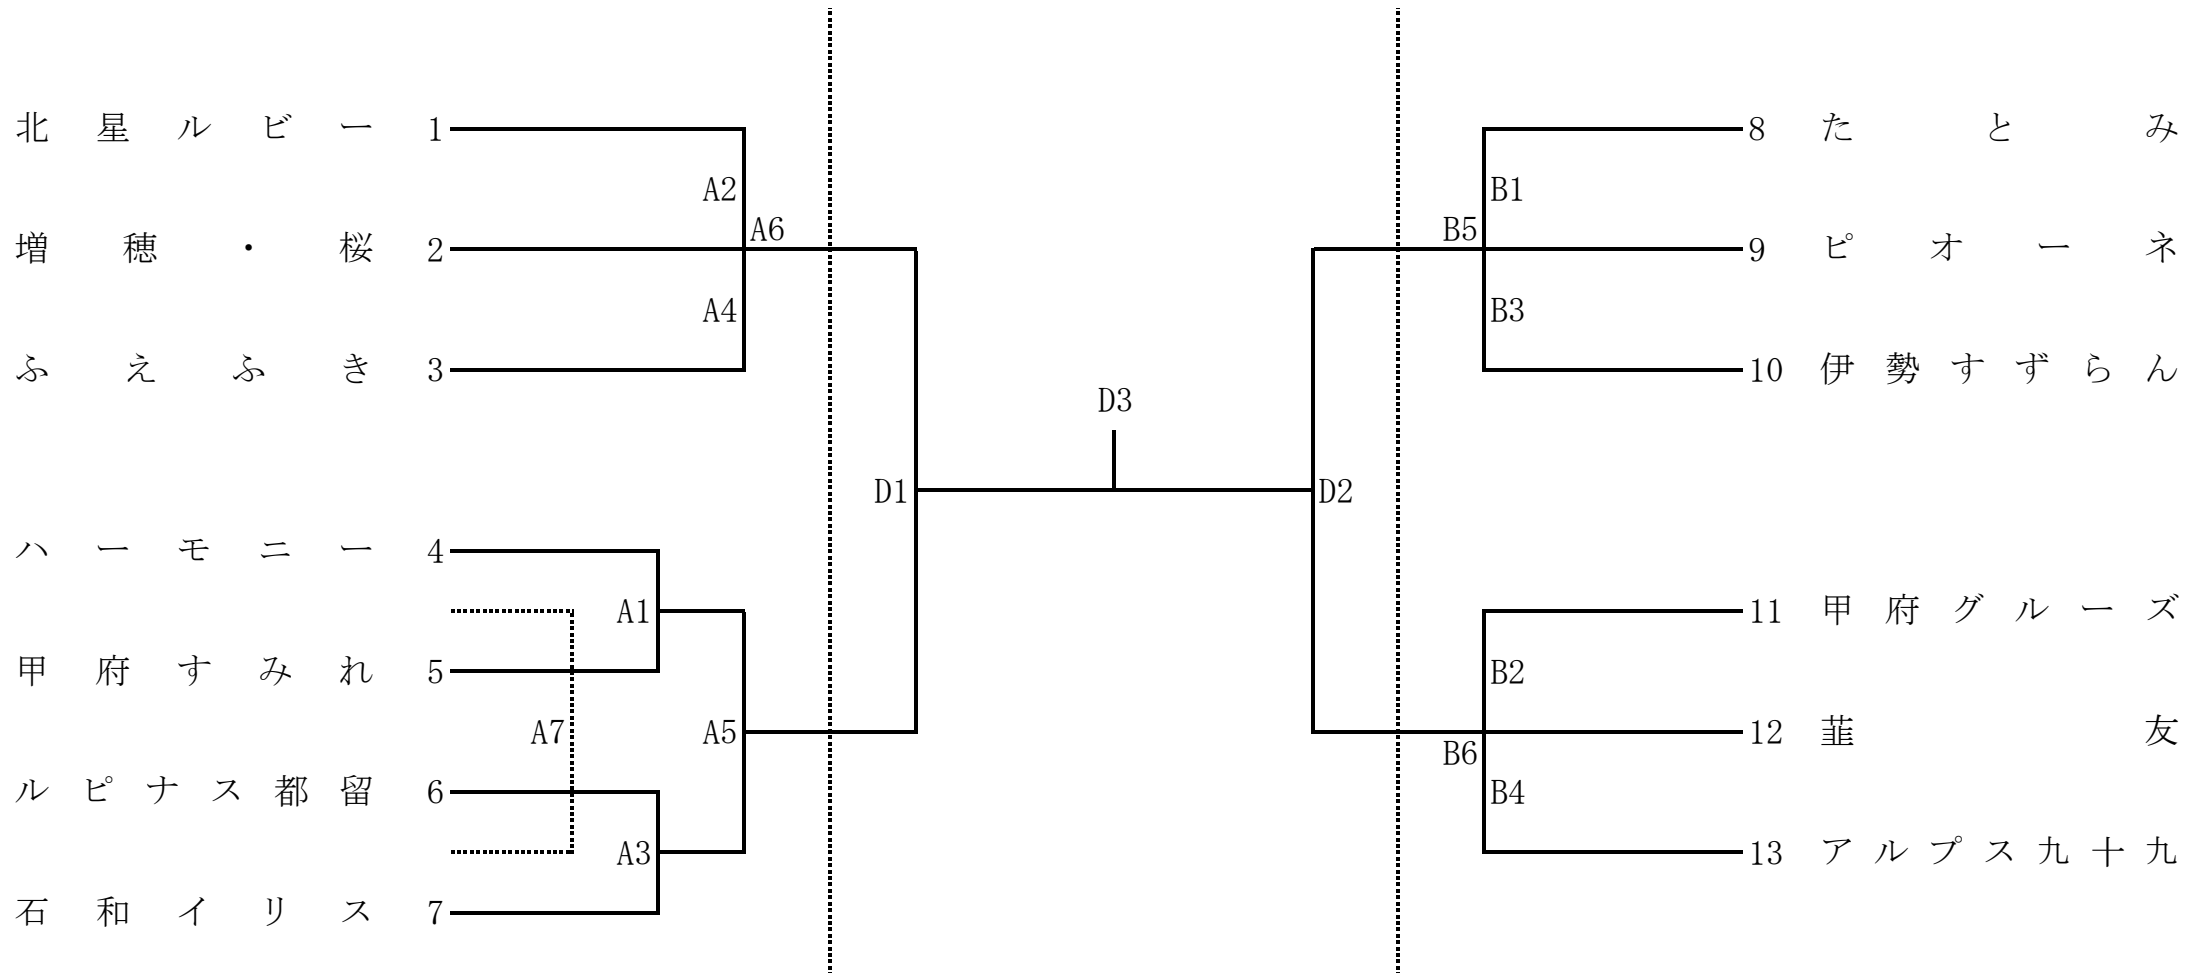 北星ルビー 1 8 たとみ
A2 B1
増穂・桜 2 A6 B5 9 ピオーネ
A4 B3
ふえふき 3 10 伊勢すずらん
D3
D1 D2
ハーモニー 4
A1 11 甲府グルーズ
甲府すみれ 5 B2
A7 A5 12 韮友
B6
ルピナス都留 6 B4
A3 13 アルプス九十九
石和イリス 7